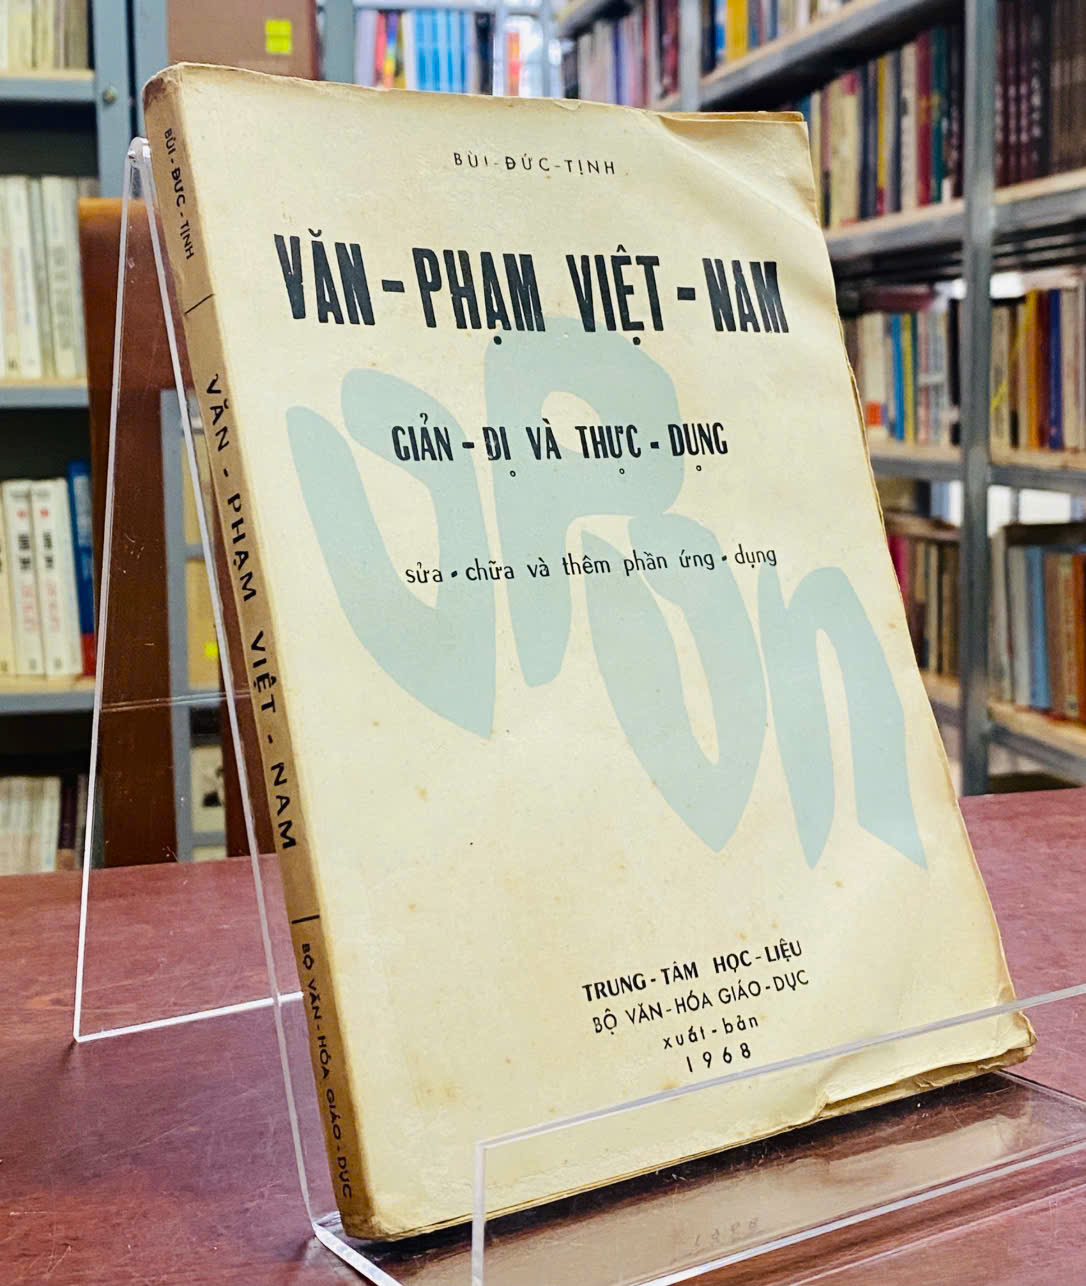 BÙI-ĐỨC-TỊNH
VĂN-PHẠM VIỆT-NAM
GIẢN-DỊ VÀ THỰC-DỤNG
sửa-chữa và thêm phần ứng-dụng
VPVN
TRUNG-TÂM HỌC-LIỆU
BỘ VĂN-HÓA GIÁO-DỤC
xuất-bản
1968
BÙI-ĐỨC-TỊNH
VĂN-PHẠM VIỆT-NAM
BỘ VĂN-HÓA GIÁO-DỤC